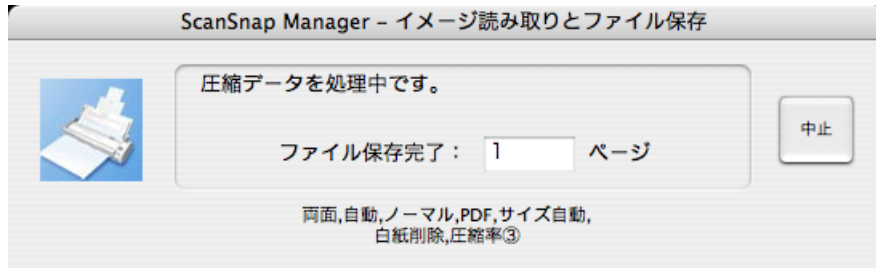 ScanSnap Manager – イメージ読み取りとファイル保存
圧縮データを処理中です。
ファイル保存完了： 1 ページ
中止
両面,自動,ノーマル,PDF,サイズ自動,
白紙削除,圧縮率③